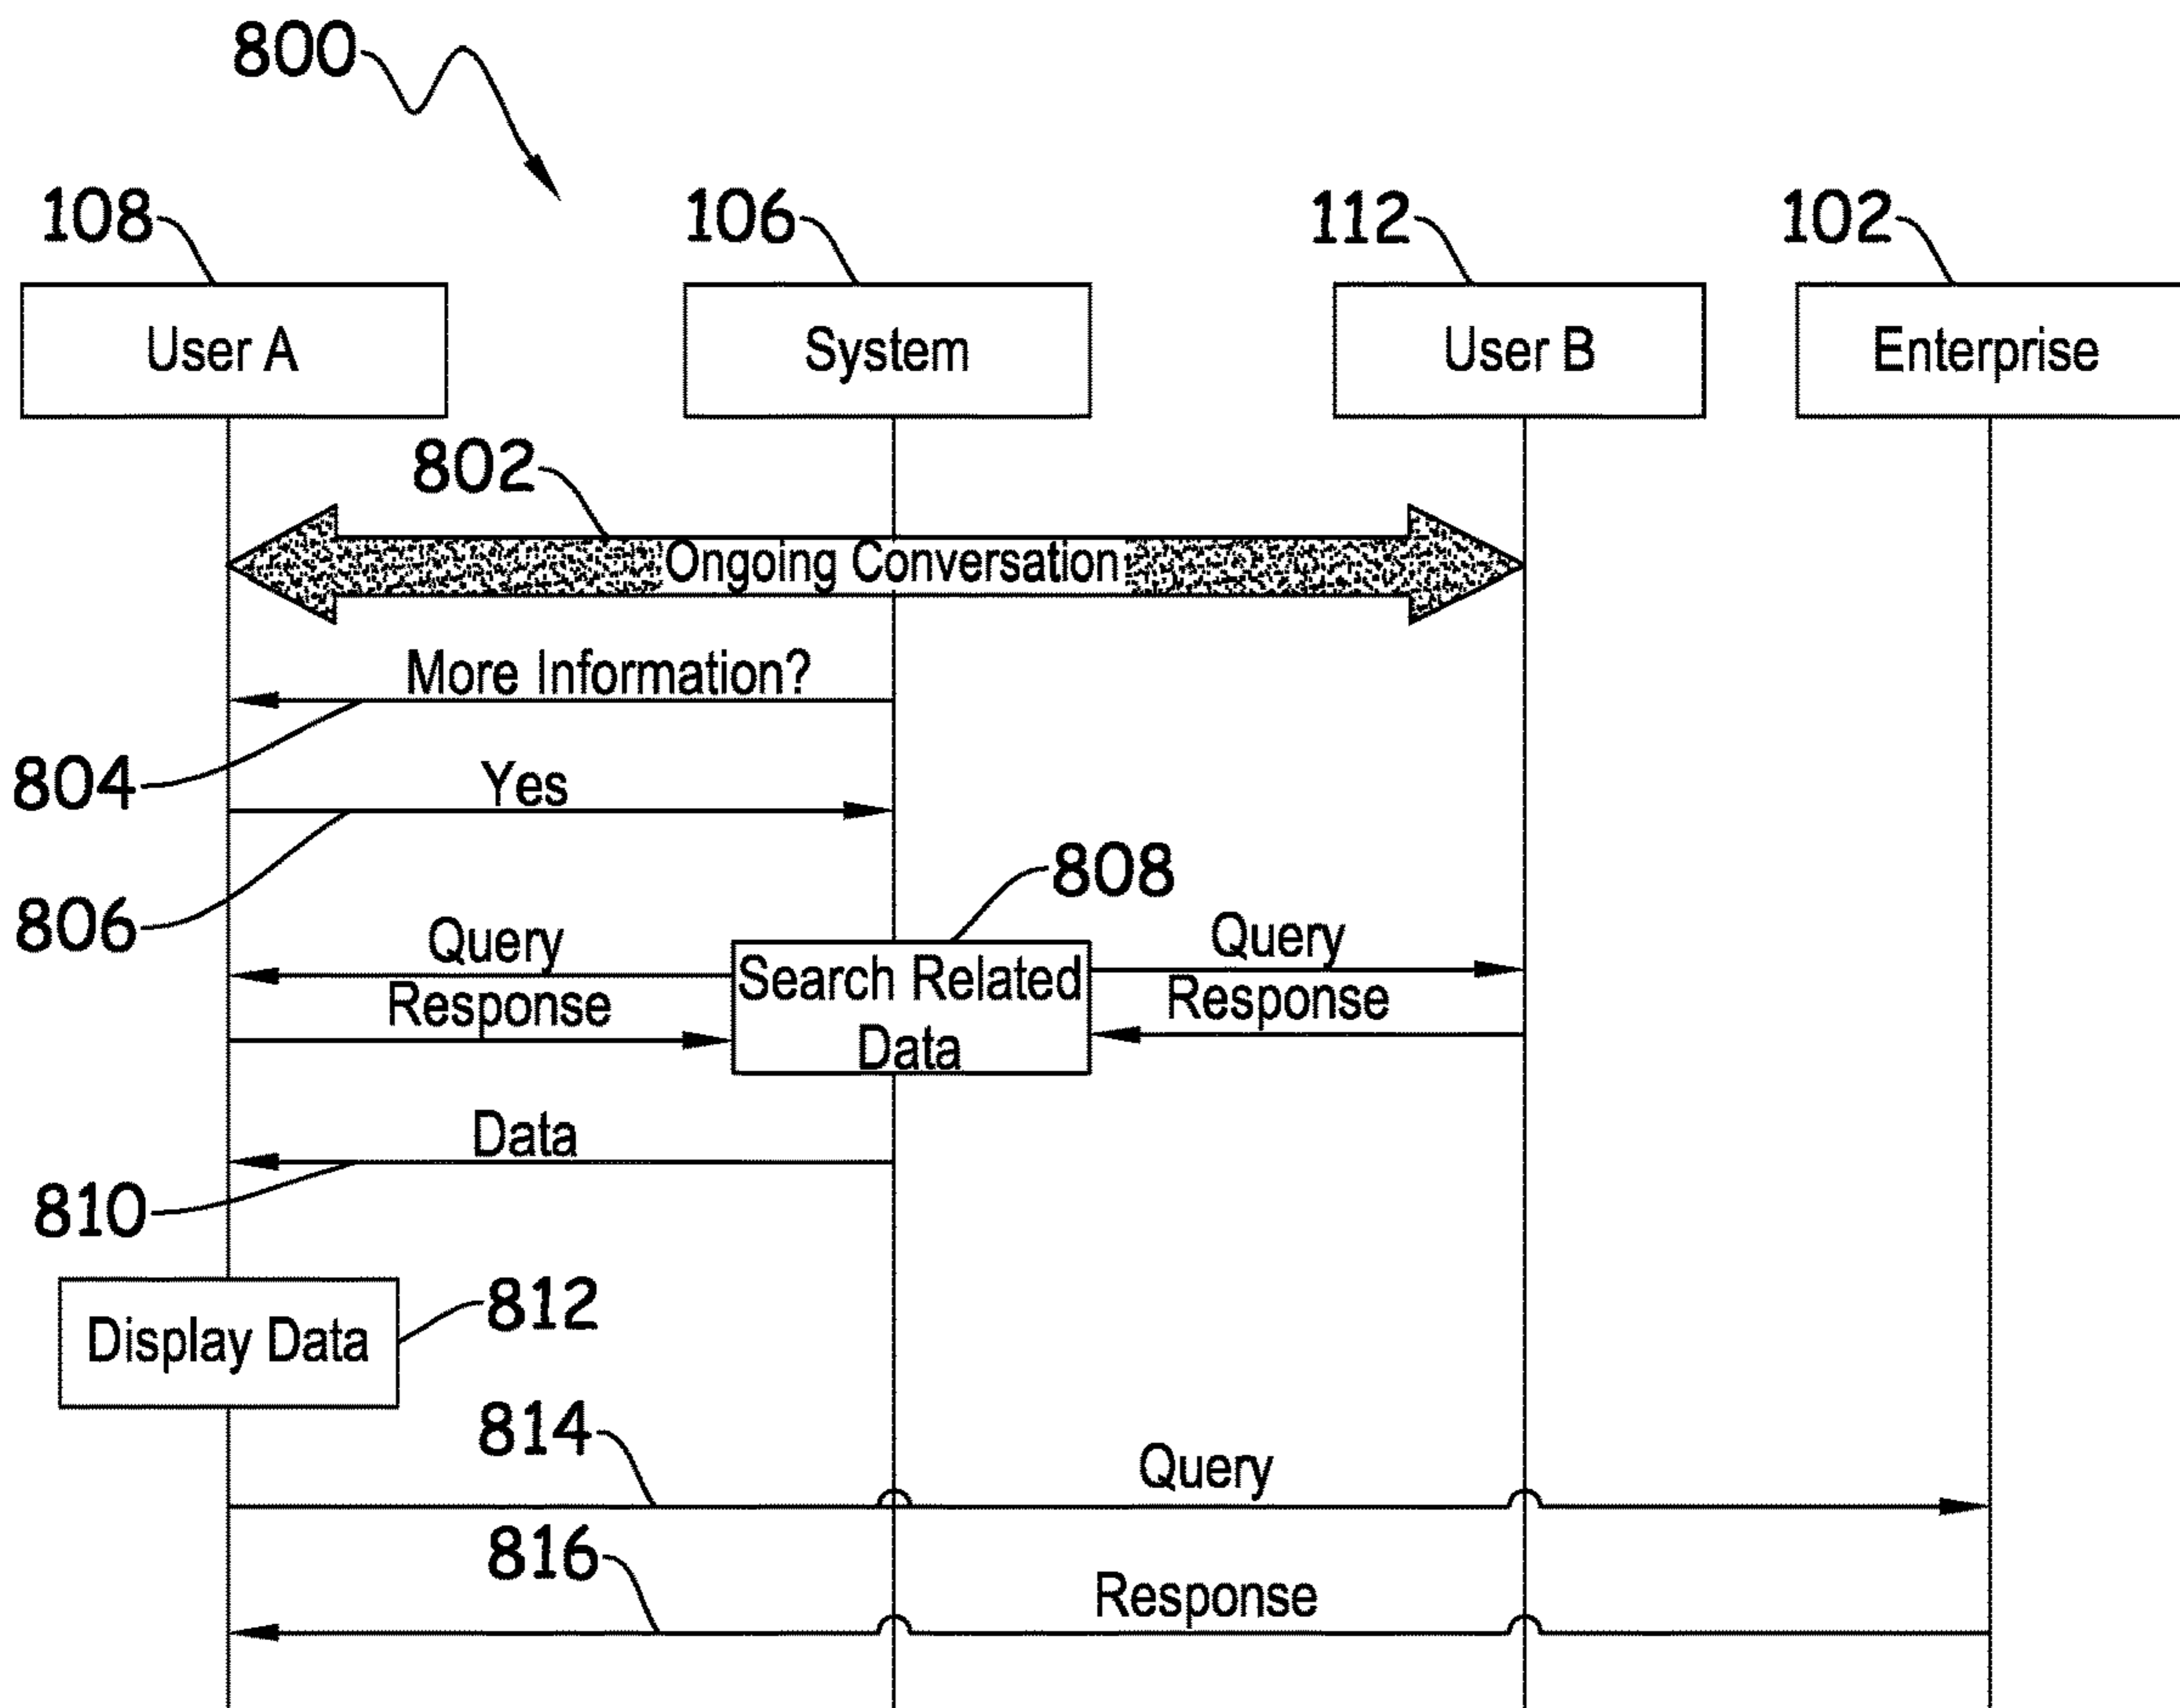 800
108
106
112
102
User A
System
User B
Enterprise
802
Ongoing Conversation
More Information?
804
Yes
806
808
Query
Query
Response
Response
Search Related
Data
Data
810
812
Display Data
814
Query
816
Response